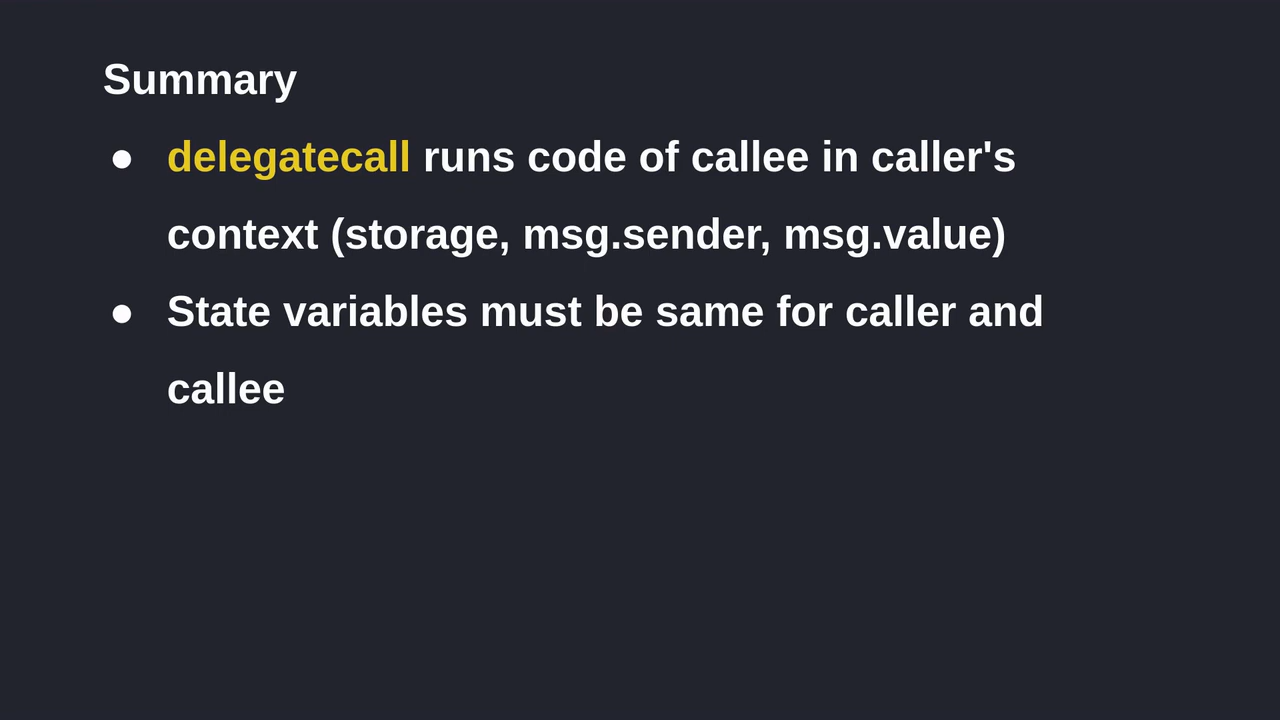 Summary
● delegatecall runs code of callee in caller's
context (storage, msg.sender, msg.value)
● State variables must be same for caller and
callee